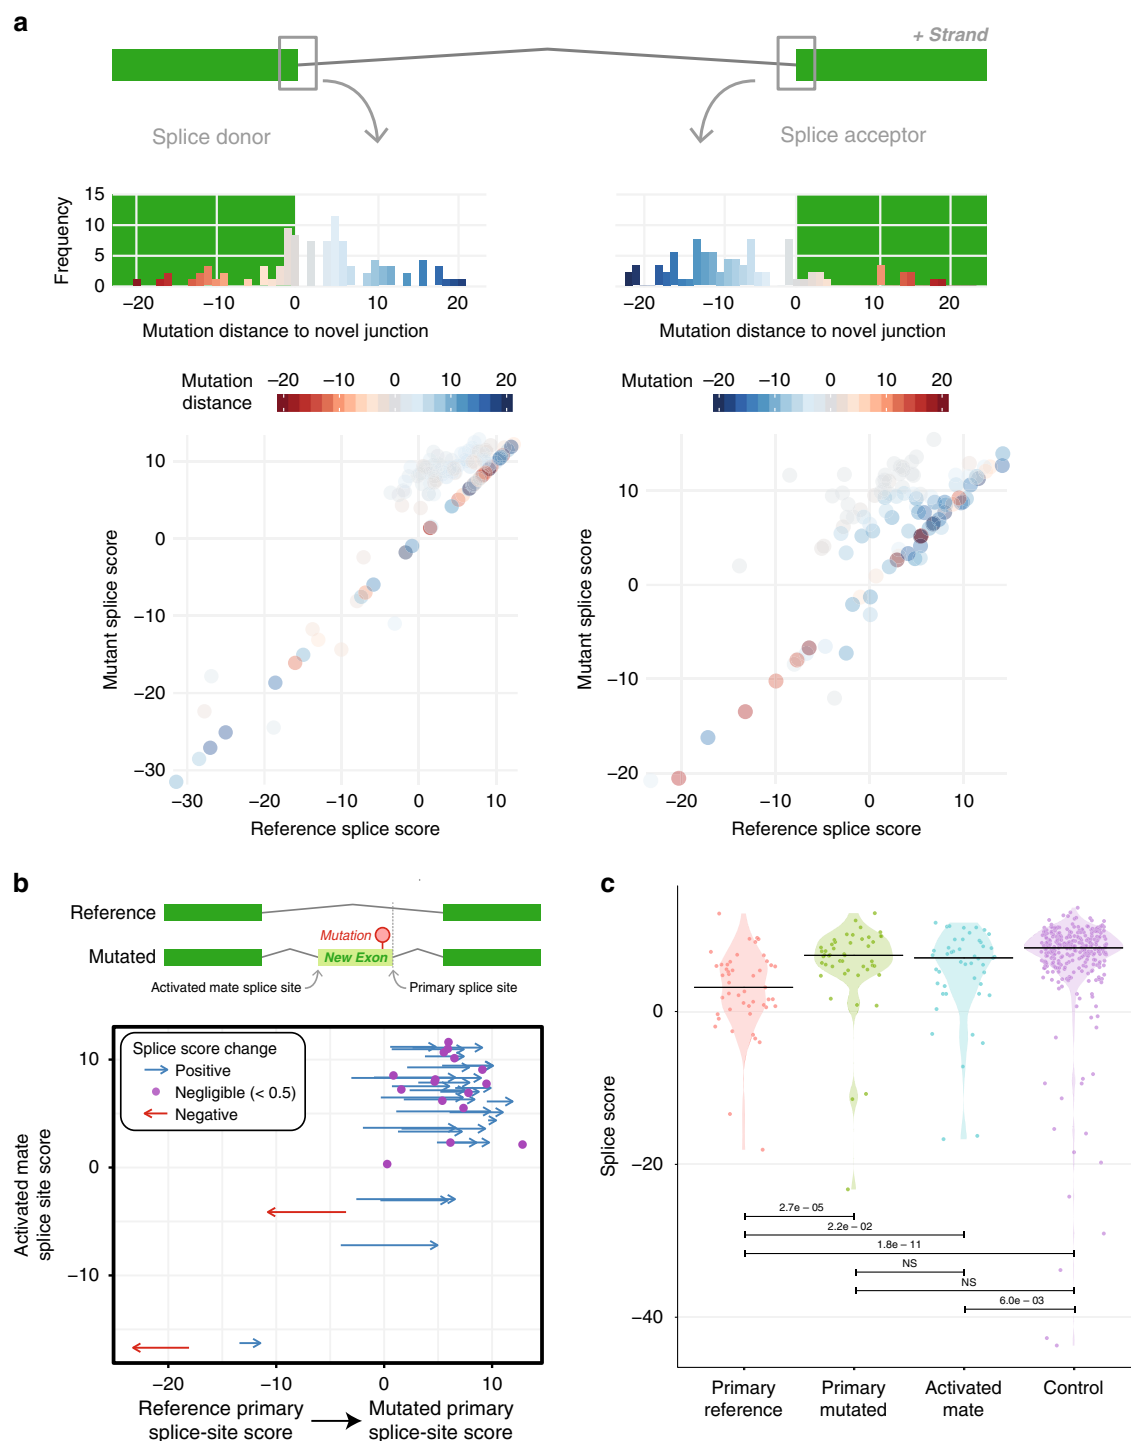 a
+ Strand
Splice donor
Splice acceptor
Frequency
15
10
5
0
−20
−10
0
10
20
Mutation distance to novel junction
−20
−10
0
10
20
Mutation distance to novel junction
Mutation distance
−20
−10
0
10
20
Mutation
−20
−10
0
10
20
Mutant splice score
10
0
−10
−20
−30
−30
−20
−10
0
10
Reference splice score
Mutant splice score
10
0
−10
−20
−20
−10
0
10
Reference splice score
b
Reference
Mutation
Mutated
New Exon
Activated mate splice site
Primary splice site
Splice score change
Positive
Negligible (< 0.5)
Negative
Activated mate
splice site score
10
0
−10
−20
−10
0
10
Reference primary
splice-site score
Mutated primary
splice-site score
c
Splice score
0
−20
−40
2.7e − 05
2.2e − 02
1.8e − 11
NS
NS
6.0e − 03
Primary
reference
Primary
mutated
Activated
mate
Control